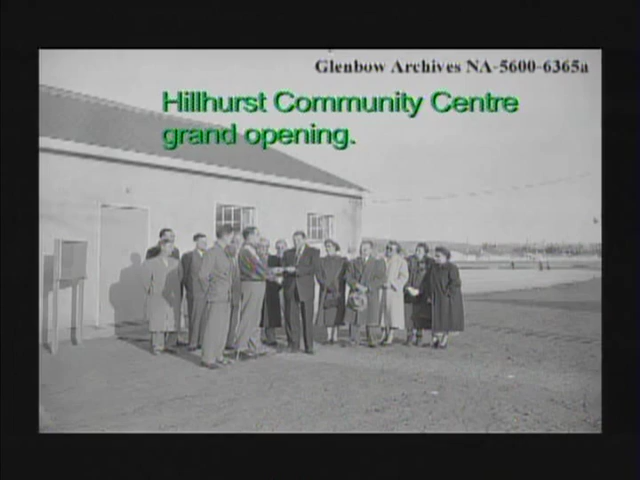 Glenbow Archives NA-5600-6365a
Hillhurst Community Centre
grand opening.